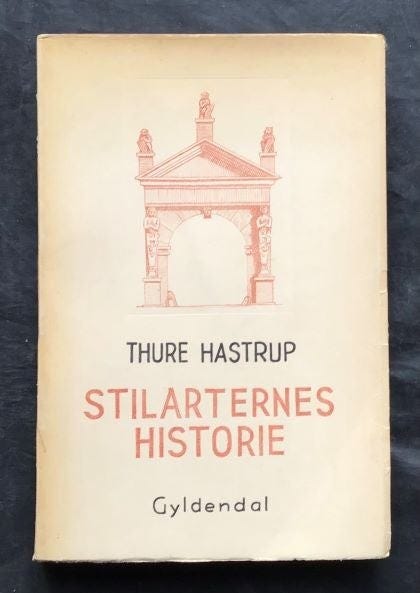 THURE HASTRUP
STILARTERNES
HISTORIE
Gyldendal